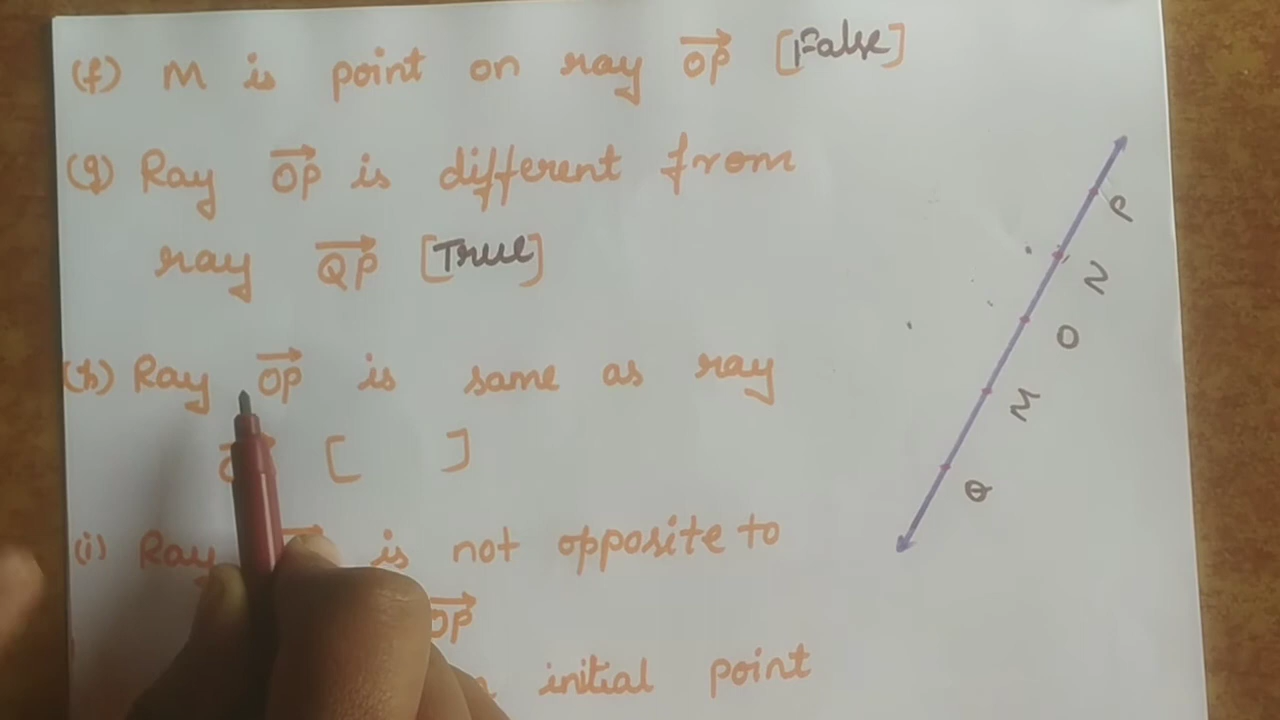 (f) M is point on ray OP [False]
(g) Ray OP is different from
ray QP [True]
(h) Ray OP is same as ray
[ ]
(i) Ray is not opposite to
OP
initial point
P
N
O
M
Q